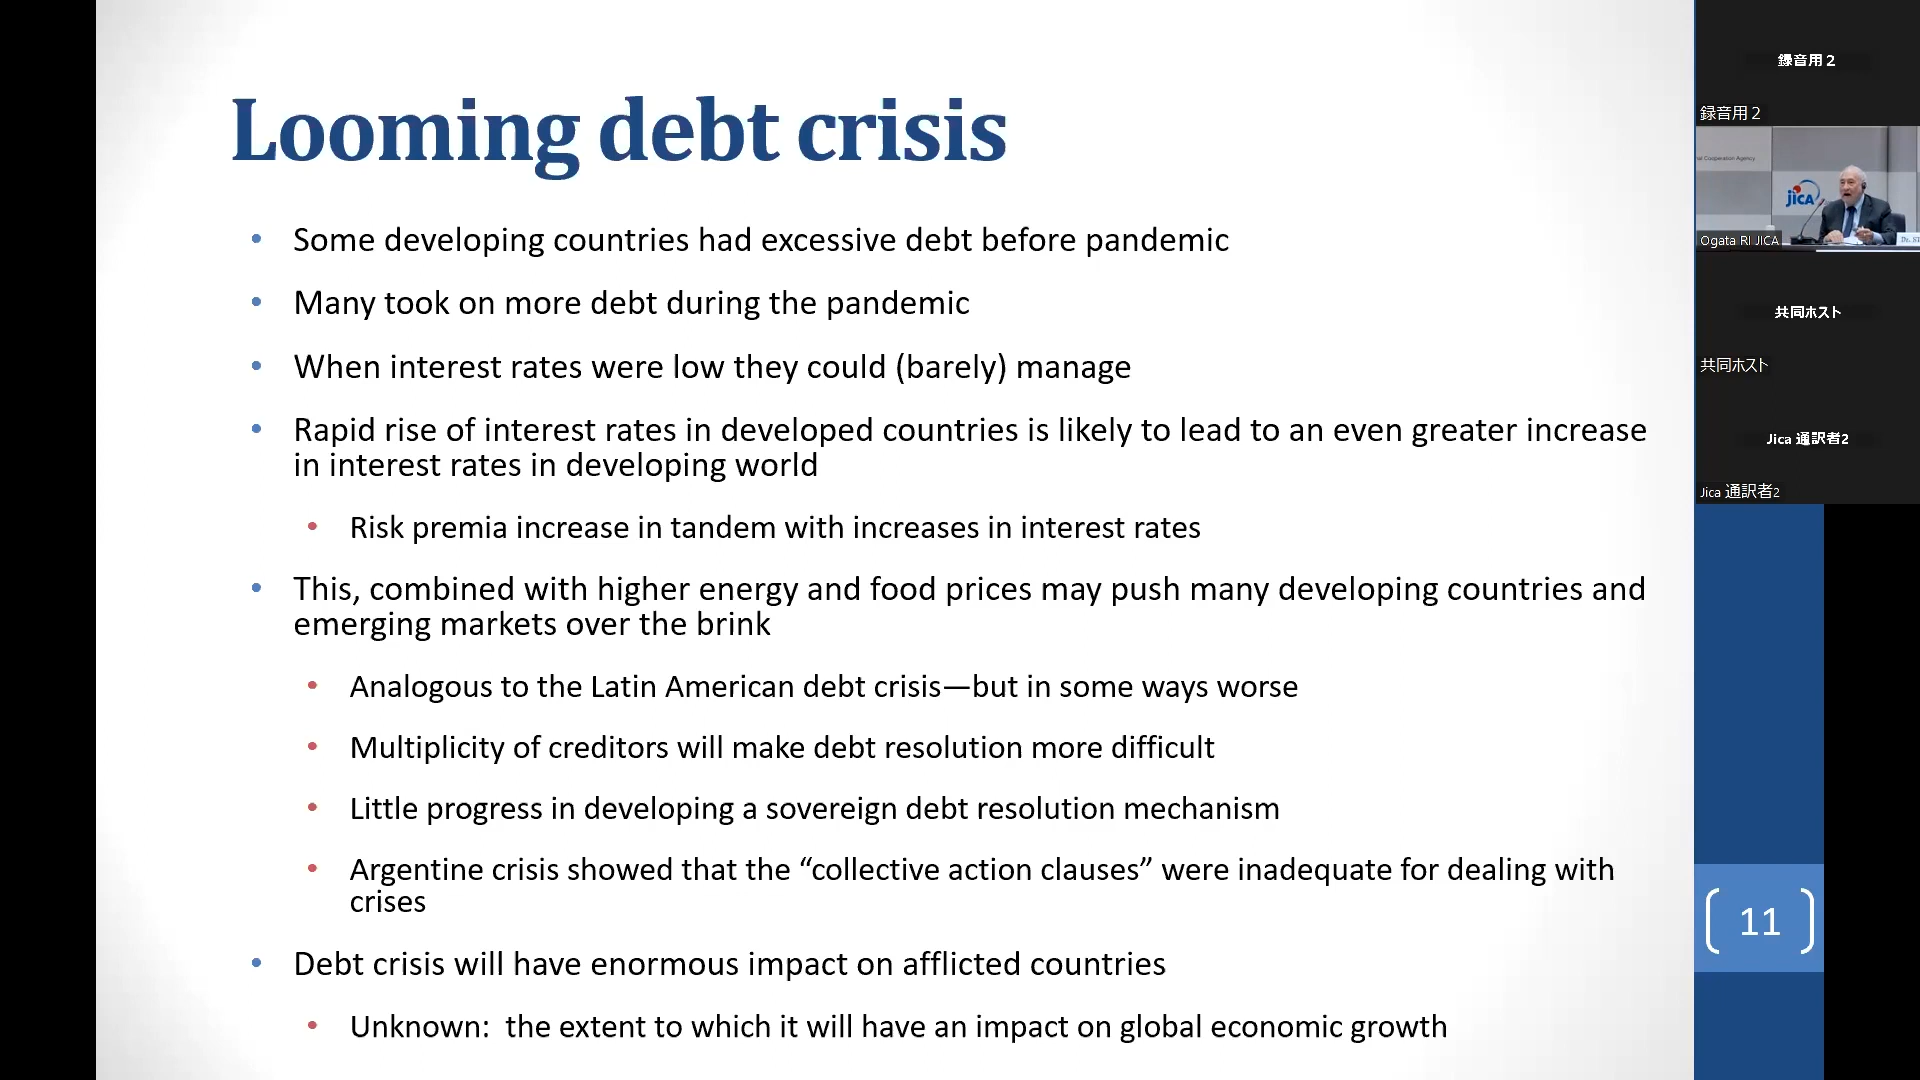 Looming debt crisis
• Some developing countries had excessive debt before pandemic
• Many took on more debt during the pandemic
• When interest rates were low they could (barely) manage
• Rapid rise of interest rates in developed countries is likely to lead to an even greater increase
in interest rates in developing world
• Risk premia increase in tandem with increases in interest rates
• This, combined with higher energy and food prices may push many developing countries and
emerging markets over the brink
• Analogous to the Latin American debt crisis—but in some ways worse
• Multiplicity of creditors will make debt resolution more difficult
• Little progress in developing a sovereign debt resolution mechanism
• Argentine crisis showed that the “collective action clauses” were inadequate for dealing with
crises
• Debt crisis will have enormous impact on afflicted countries
• Unknown:  the extent to which it will have an impact on global economic growth
11
録音用２
録音用２
Cooperation Agency
jICA
Ogata RI JICA
Dr.
共同ホスト
共同ホスト
Jica 通訳者2
Jica 通訳者2